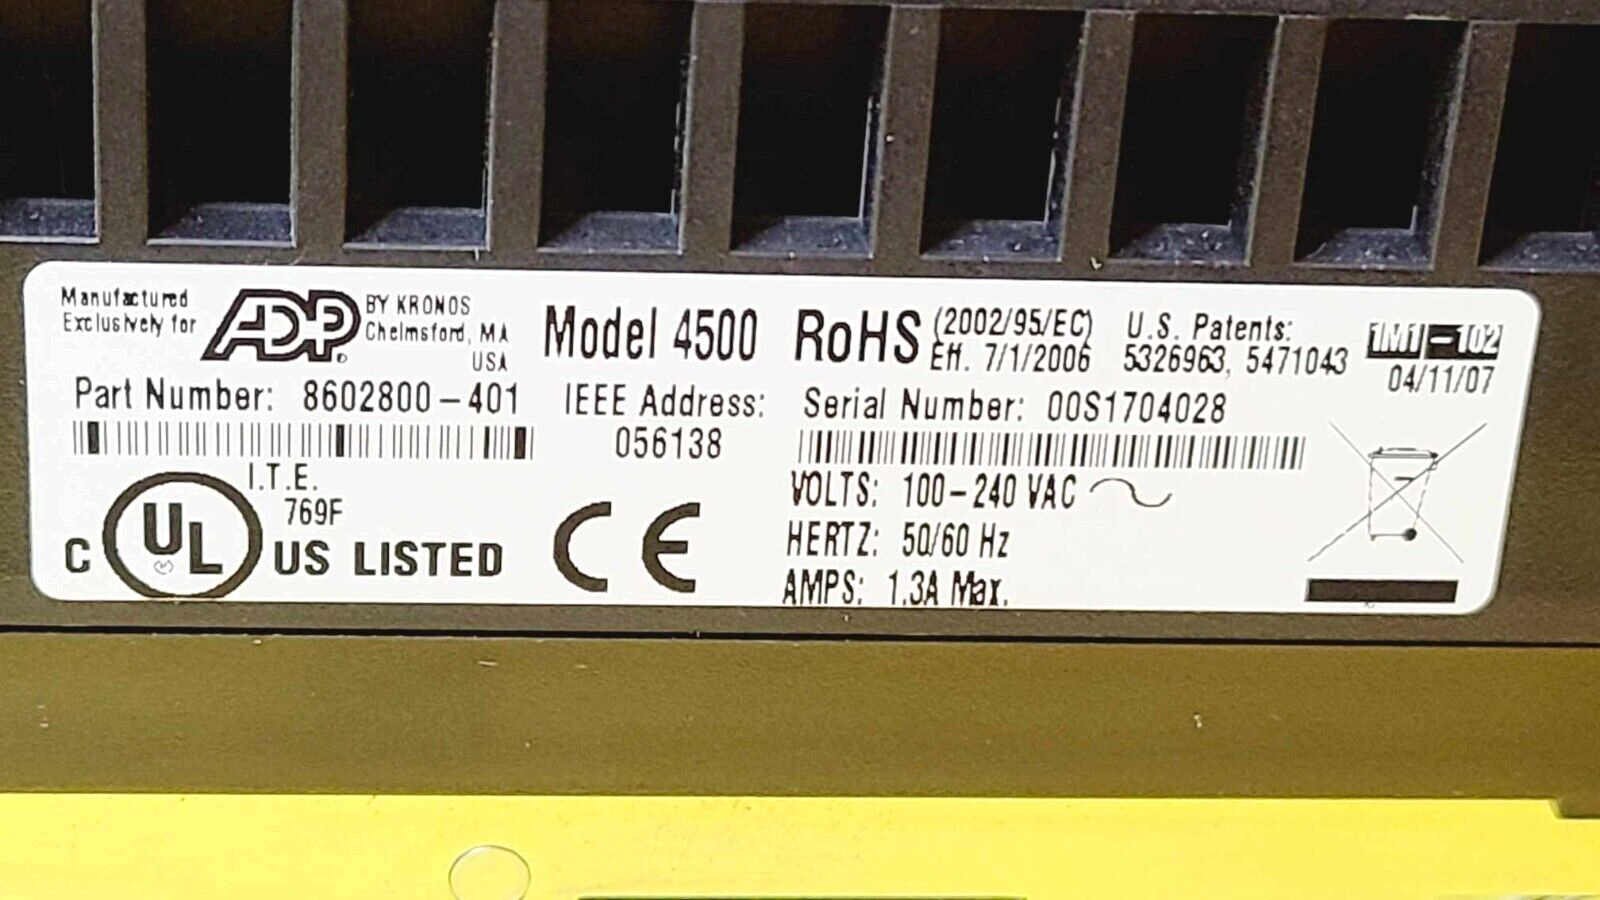 Manufactured
Exclusively for
ADP®
BY KRONOS
Chelmsford, MA
USA
Model 4500
RoHS
(2002/95/EC)
Eff. 7/1/2006
U.S. Patents:
5326963, 5471043
1M1-102
04/11/07
Part Number: 8602800-401
IEEE Address:
056138
Serial Number: 00S1704028
I.T.E.
769F
C UL US LISTED
CE
VOLTS: 100-240 VAC
HERTZ: 50/60 Hz
AMPS: 1.3A Max.